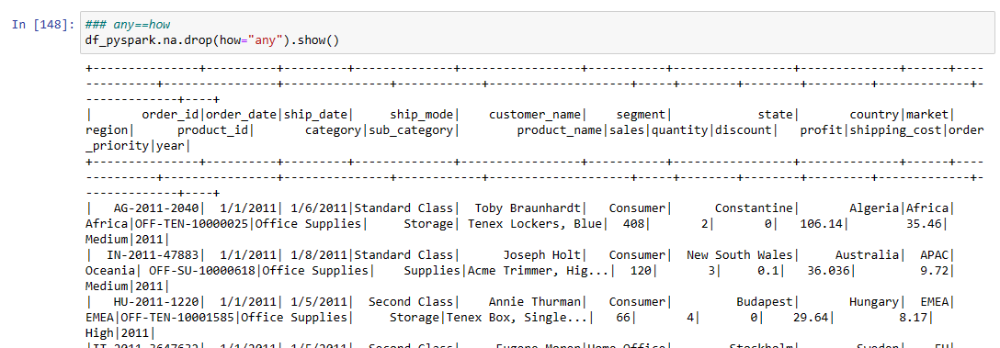 In [148]: ### any==how
df_pyspark.na.drop(how="any").show()
+---------------+----------+---------+--------------+----------------+-----------+-----------------+----------------+------+----
----------+---------------+---------------+-------------+--------------------+-----+--------+--------+---------+-------------+-
-------------+----+
|       order_id|order_date|ship_date|     ship_mode|   customer_name|    segment|            state|         country|market|
region|      product_id|       category|sub_category|        product_name|sales|quantity|discount|   profit|shipping_cost|order
_priority|year|
+---------------+----------+---------+--------------+----------------+-----------+-----------------+----------------+------+----
----------+---------------+---------------+-------------+--------------------+-----+--------+--------+---------+-------------+-
-------------+----+
|   AG-2011-2040|  1/1/2011| 1/6/2011|Standard Class|  Toby Braunhardt|   Consumer|      Constantine|         Algeria|Africa|
Africa|OFF-TEN-10000025|Office Supplies|     Storage| Tenex Lockers, Blue|  408|       2|       0|   106.14|        35.46|
Medium|2011|
|  IN-2011-47883|  1/1/2011| 1/8/2011|Standard Class|      Joseph Holt|   Consumer|  New South Wales|       Australia|  APAC|
Oceania| OFF-SU-10000618|Office Supplies|    Supplies|Acme Trimmer, Hig...|  120|       3|     0.1|   36.036|         9.72|
Medium|2011|
|   HU-2011-1220|  1/1/2011| 1/5/2011|  Second Class|    Annie Thurman|   Consumer|         Budapest|         Hungary|  EMEA|
EMEA|OFF-TEN-10001585|Office Supplies|     Storage|Tenex Box, Single...|   66|       4|       0|    29.64|         8.17|
High|2011|